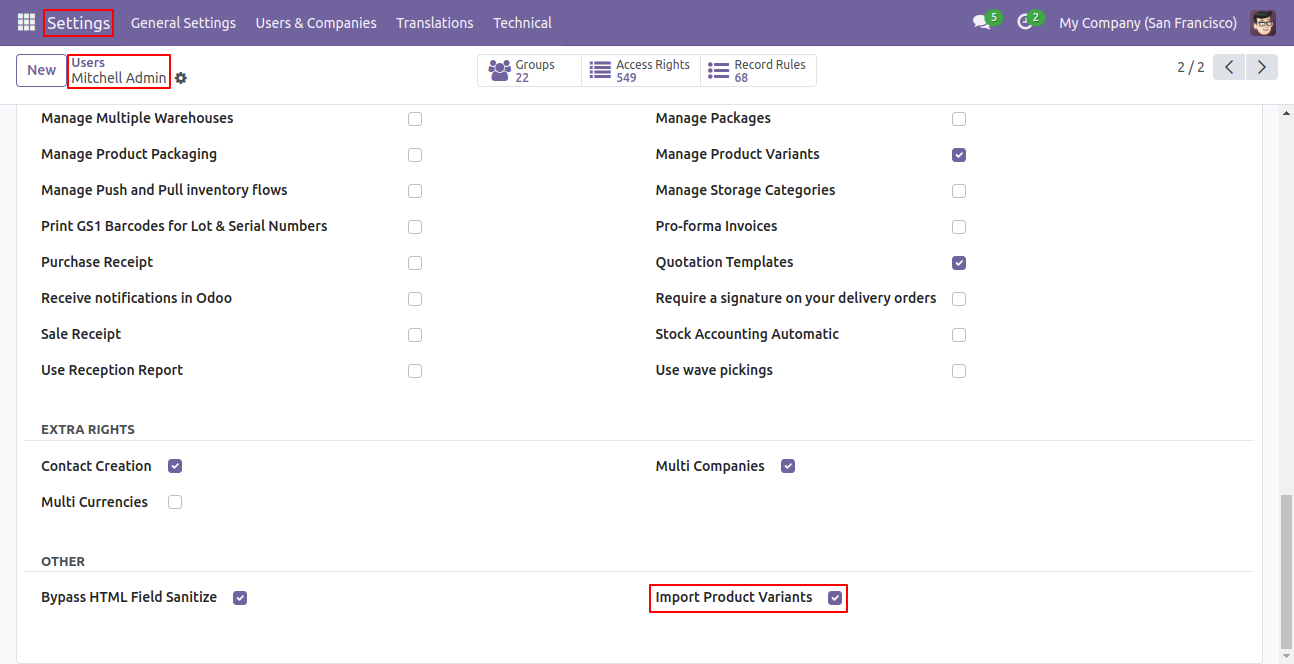 Settings General Settings Users & Companies Translations Technical 5 2 My Company (San Francisco)
New Users Groups Access Rights Record Rules 2 / 2
Mitchell Admin 22 549 68
Manage Multiple Warehouses Manage Packages
Manage Product Packaging Manage Product Variants
Manage Push and Pull inventory flows Manage Storage Categories
Print GS1 Barcodes for Lot & Serial Numbers Pro-forma Invoices
Purchase Receipt Quotation Templates
Receive notifications in Odoo Require a signature on your delivery orders
Sale Receipt Stock Accounting Automatic
Use Reception Report Use wave pickings
EXTRA RIGHTS
Contact Creation Multi Companies
Multi Currencies
OTHER
Bypass HTML Field Sanitize Import Product Variants